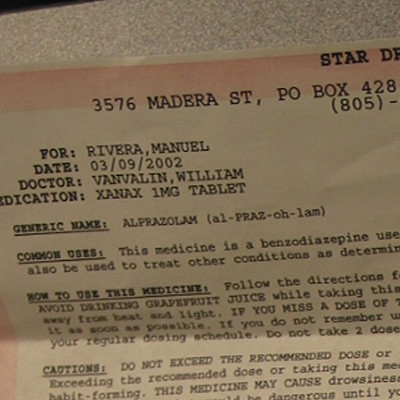 STAR DR
3576 MADERA ST, PO BOX 428
(805)-
FOR: RIVERA,MANUEL
DATE: 03/09/2002
DOCTOR: VANVALIN,WILLIAM
EDICATION: XANAX 1MG TABLET
GENERIC NAME: ALPRAZOLAM (al-PRAZ-oh-lam)
COMMON USES: This medicine is a benzodiazepine use
also be used to treat other conditions as determin
HOW TO USE THIS MEDICINE: Follow the directions f
AVOID DRINKING GRAPEFRUIT JUICE while taking this
away from heat and light. IF YOU MISS A DOSE OF T
it as soon as possible. If you do not remember u
your regular dosing schedule. Do not take 2 dose
CAUTIONS: DO NOT EXCEED THE RECOMMENDED DOSE or
Exceeding the recommended dose or taking this me
habit-forming. THIS MEDICINE MAY CAUSE drowsines
ld be dangerous until yo